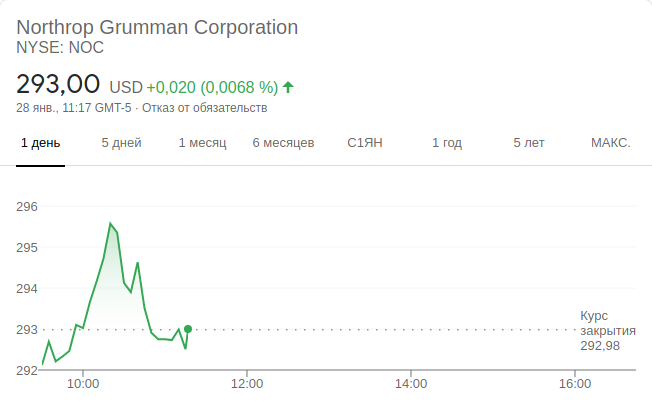 Northrop Grumman Corporation
NYSE: NOC
293,00 USD +0,020 (0,0068 %)
28 янв., 11:17 GMT-5 · Отказ от обязательств
1 день 5 дней 1 месяц 6 месяцев С1ЯН 1 год 5 лет МАКС.
296
295
294
293
292
Курс
закрытия
292,98
10:00 12:00 14:00 16:00